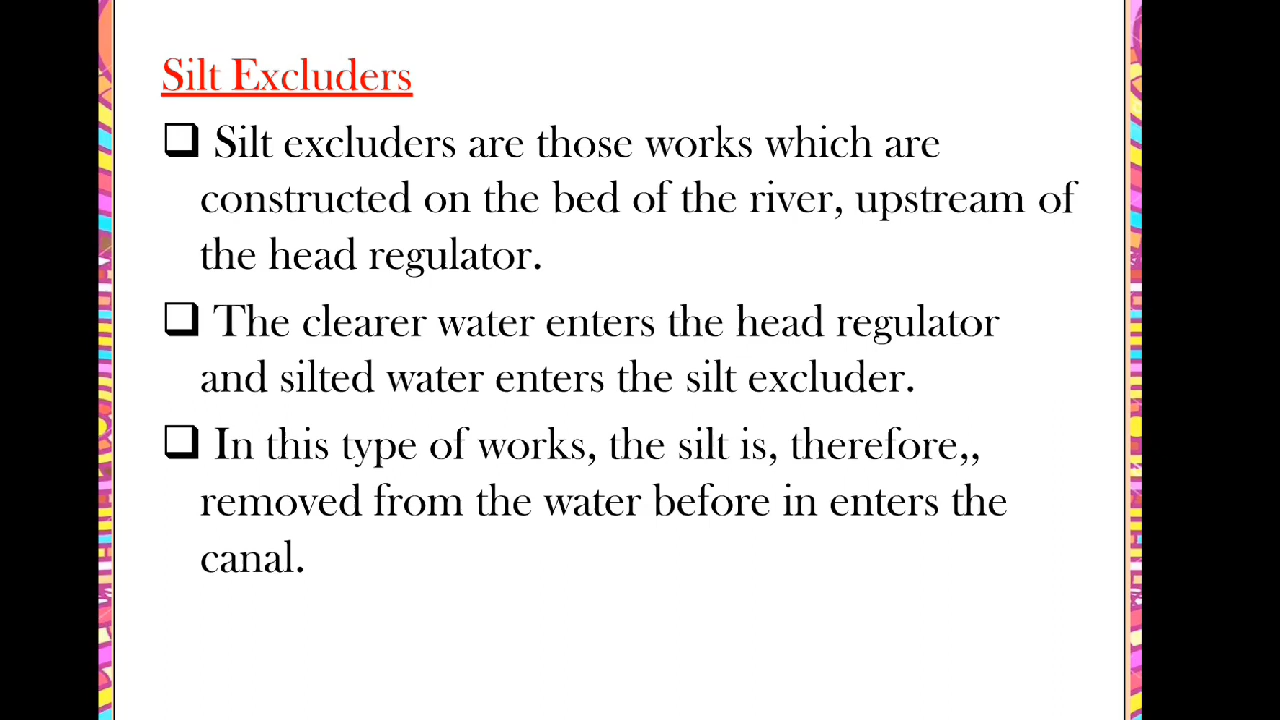 Silt Excluders
❑ Silt excluders are those works which are
constructed on the bed of the river, upstream of
the head regulator.
❑ The clearer water enters the head regulator
and silted water enters the silt excluder.
❑ In this type of works, the silt is, therefore,,
removed from the water before in enters the
canal.